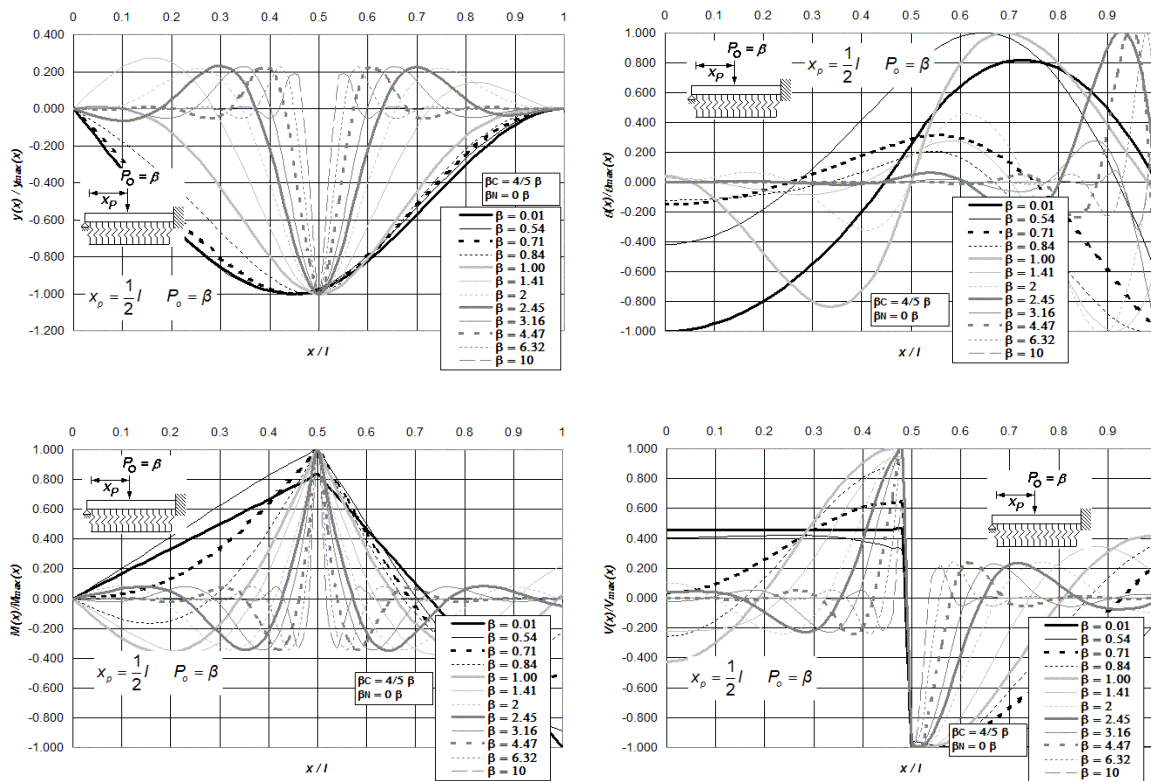 0 0.1 0.2 0.3 0.4 0.5 0.6 0.7 0.8 0.9 1
0.400
0.200
0.000
-0.200
-0.400
-0.600
-0.800
-1.000
-1.200
y(x) / ymax(x)
Po = β
xP
xp = 1/2 l Po = β
βC = 4/5 β
βN = 0 β
β = 0.01
β = 0.54
β = 0.71
β = 0.84
β = 1.00
β = 1.41
β = 2
β = 2.45
β = 3.16
β = 4.47
β = 6.32
β = 10
x / l
0 0.1 0.2 0.3 0.4 0.5 0.6 0.7 0.8 0.9
1.000
0.800
0.600
0.400
0.200
0.000
-0.200
-0.400
-0.600
-0.800
-1.000
Po = β
xP
xp = 1/2 l Po = β
βC = 4/5 β
βN = 0 β
β = 0.01
β = 0.54
β = 0.71
β = 0.84
β = 1.00
β = 1.41
β = 2
β = 2.45
β = 3.16
β = 4.47
β = 6.32
β = 10
x / l
0 0.1 0.2 0.3 0.4 0.5 0.6 0.7 0.8 0.9 1
1.000
0.800
0.600
0.400
0.200
0.000
-0.200
-0.400
-0.600
-0.800
-1.000
M(x)/Mmax(x)
Po = β
xP
xp = 1/2 l Po = β
βC = 4/5 β
βN = 0 β
β = 0.01
β = 0.54
β = 0.71
β = 0.84
β = 1.00
β = 1.41
β = 2
β = 2.45
β = 3.16
β = 4.47
β = 6.32
β = 10
x / l
0 0.1 0.2 0.3 0.4 0.5 0.6 0.7 0.8 0.9
1.000
0.800
0.600
0.400
0.200
0.000
-0.200
-0.400
-0.600
-0.800
-1.000
V(x)/Vmax(x)
Po = β
xP
xp = 1/2 l Po = β
βC = 4/5 β
βN = 0 β
β = 0.01
β = 0.54
β = 0.71
β = 0.84
β = 1.00
β = 1.41
β = 2
β = 2.45
β = 3.16
β = 4.47
β = 6.32
β = 10
x / l